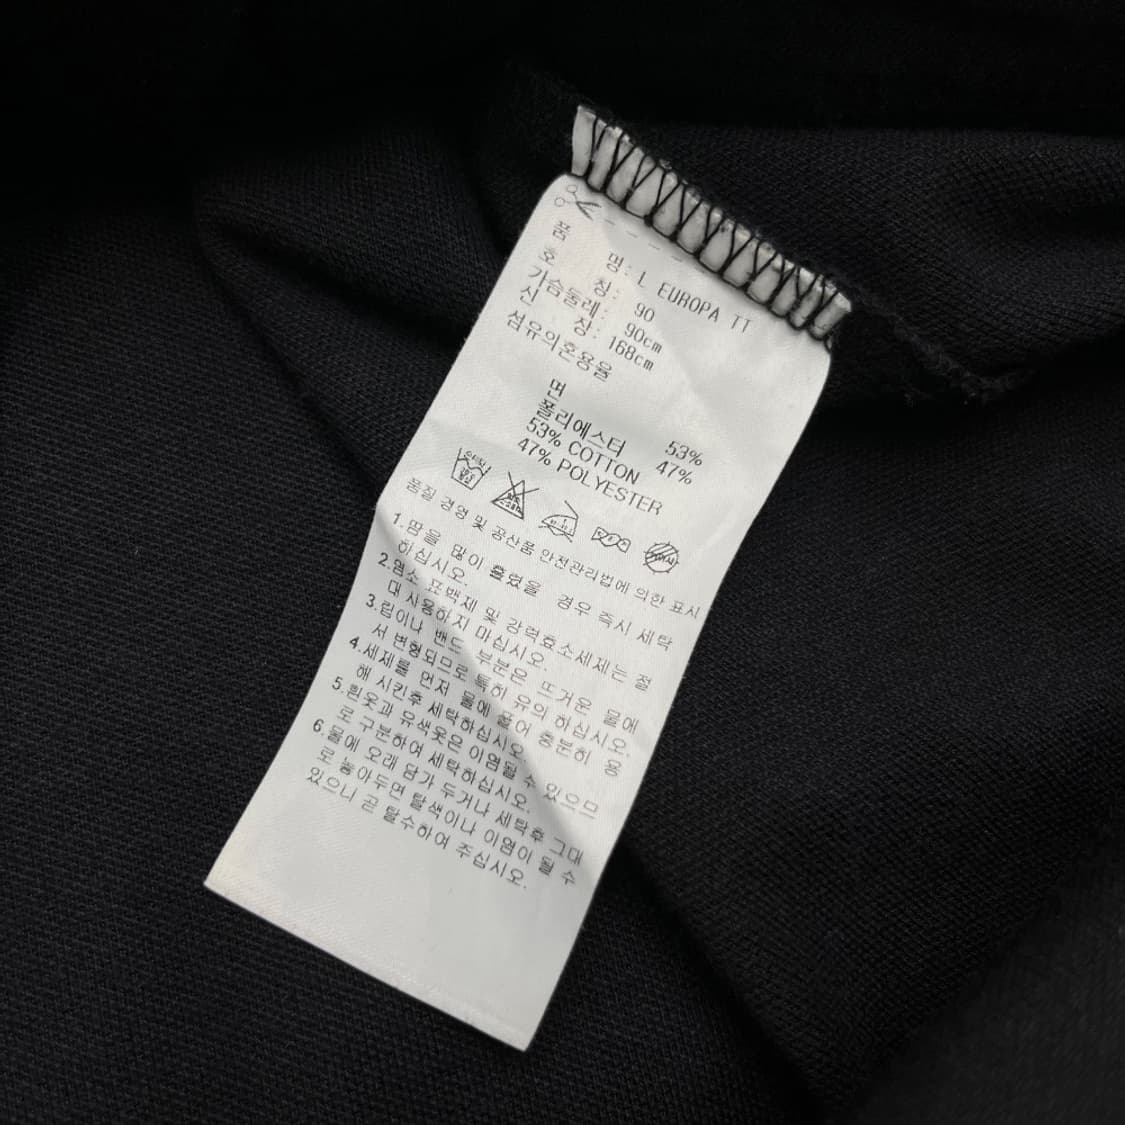 품 명: L EUROPA TT
호 칭: 90
가슴둘레: 90cm
신 장: 168cm
섬유의혼용율
면 53%
폴리에스터 47%
53% COTTON
47% POLYESTER
품질 경영 및 공산품 안전관리법에 의한 표시
1.땀을 많이 흘렸을 경우 즉시 세탁
하십시오.
2.염소 표백제 및 강력효소세제는 절
대 사용하지 마십시오.
3.립이나 밴드 부분은 뜨거운 물에
서 변형되므로 특허 유의 하십시오.
4.세제를 먼저 물에 풀어 충분히 용
해 시킨후 세탁하십시오.
5.흰옷과 유색옷은 이염될 수 있으므
로 구분하여 세탁하십시오.
6.물에 오래 담가 두거나 세탁후 그대
로 놓아두면 탈색이나 이염이 될 수
있으니 곧 탈수하여 주십시오.